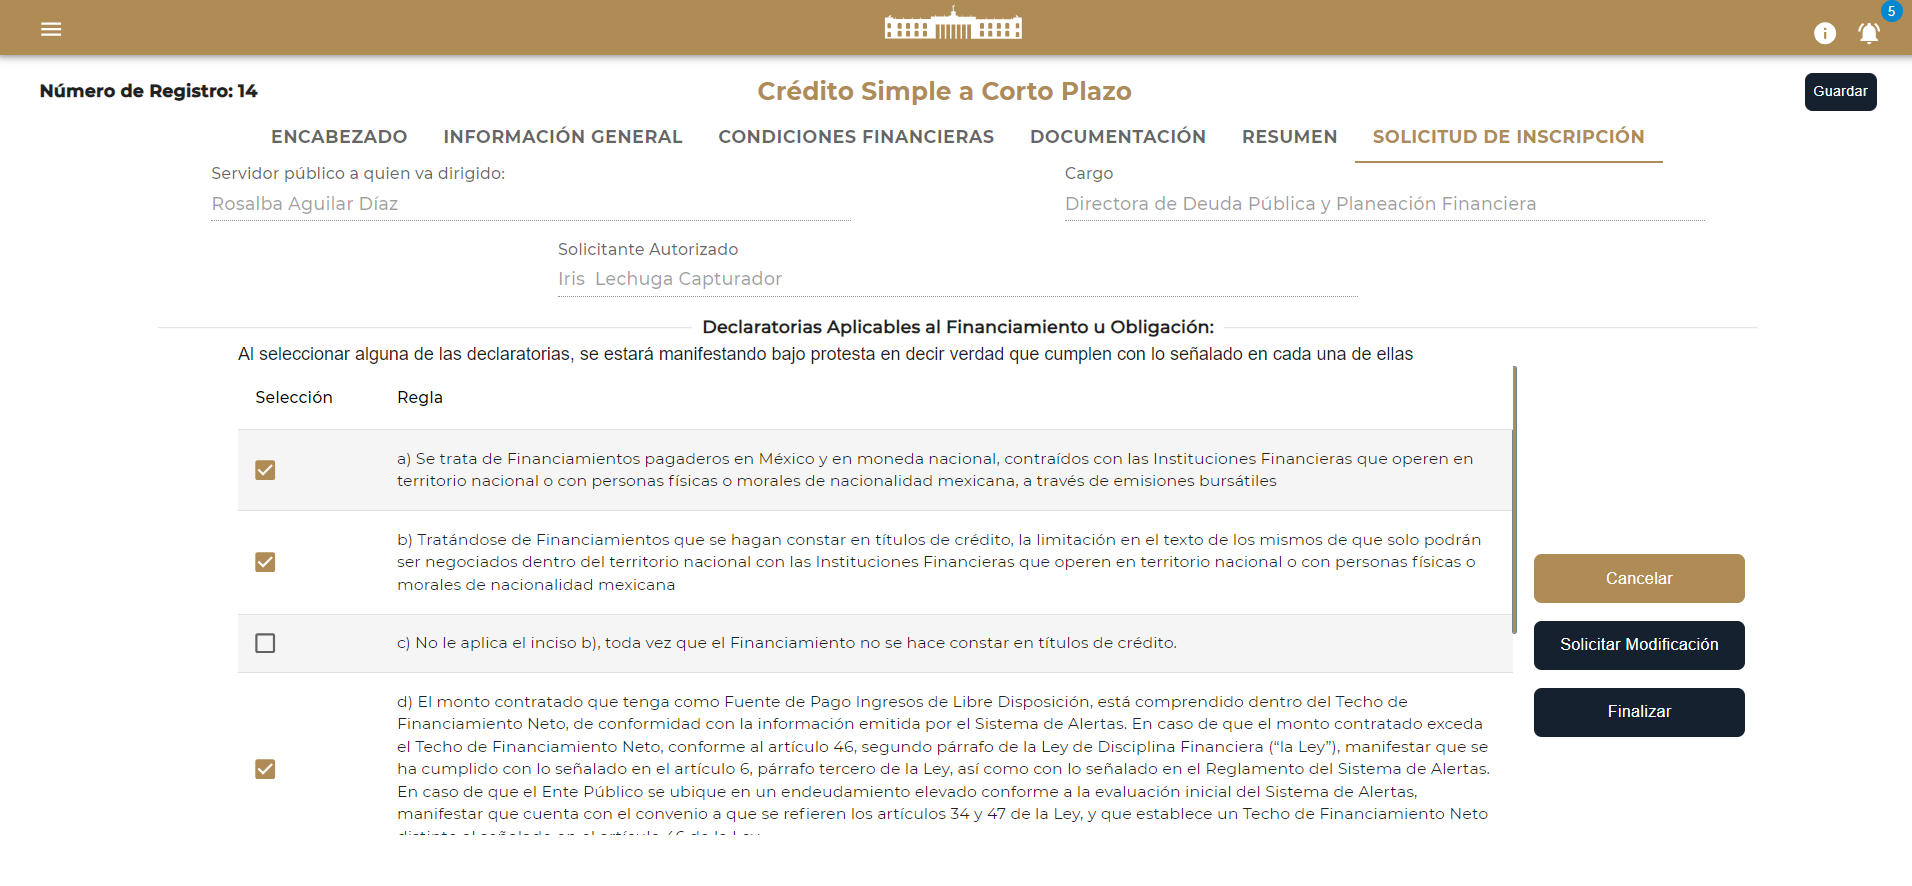 5
Número de Registro: 14
Crédito Simple a Corto Plazo
Guardar
ENCABEZADO INFORMACIÓN GENERAL CONDICIONES FINANCIERAS DOCUMENTACIÓN RESUMEN SOLICITUD DE INSCRIPCIÓN
Servidor público a quien va dirigido:
Rosalba Aguilar Díaz
Cargo
Directora de Deuda Pública y Planeación Financiera
Solicitante Autorizado
Iris  Lechuga Capturador
Declaratorias Aplicables al Financiamiento u Obligación:
Al seleccionar alguna de las declaratorias, se estará manifestando bajo protesta en decir verdad que cumplen con lo señalado en cada una de ellas
Selección Regla
a) Se trata de Financiamientos pagaderos en México y en moneda nacional, contraídos con las Instituciones Financieras que operen en
territorio nacional o con personas físicas o morales de nacionalidad mexicana, a través de emisiones bursátiles
b) Tratándose de Financiamientos que se hagan constar en títulos de crédito, la limitación en el texto de los mismos de que solo podrán
ser negociados dentro del territorio nacional con las Instituciones Financieras que operen en territorio nacional o con personas físicas o
morales de nacionalidad mexicana
c) No le aplica el inciso b), toda vez que el Financiamiento no se hace constar en títulos de crédito.
d) El monto contratado que tenga como Fuente de Pago Ingresos de Libre Disposición, está comprendido dentro del Techo de
Financiamiento Neto, de conformidad con la información emitida por el Sistema de Alertas. En caso de que el monto contratado exceda
el Techo de Financiamiento Neto, conforme al artículo 46, segundo párrafo de la Ley de Disciplina Financiera (“la Ley”), manifestar que se
ha cumplido con lo señalado en el artículo 6, párrafo tercero de la Ley, así como con lo señalado en el Reglamento del Sistema de Alertas.
En caso de que el Ente Público se ubique en un endeudamiento elevado conforme a la evaluación inicial del Sistema de Alertas,
manifestar que cuenta con el convenio a que se refieren los artículos 34 y 47 de la Ley, y que establece un Techo de Financiamiento Neto
Cancelar
Solicitar Modificación
Finalizar